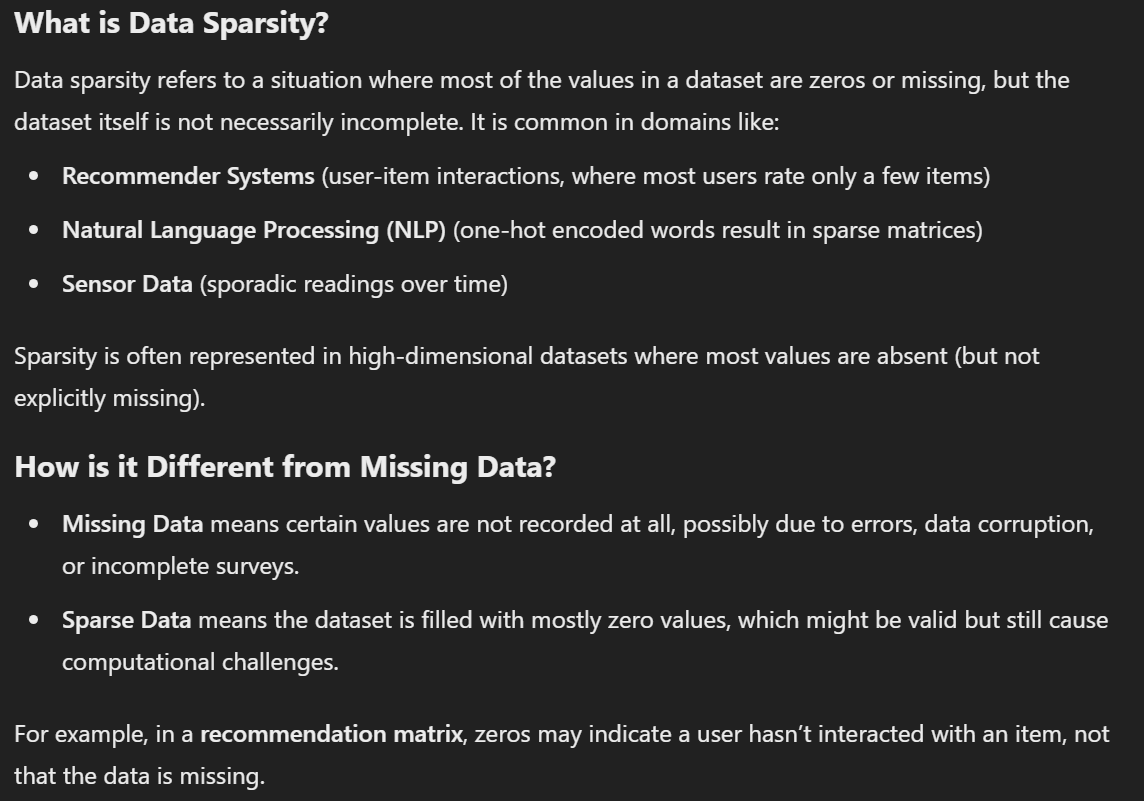 What is Data Sparsity?
Data sparsity refers to a situation where most of the values in a dataset are zeros or missing, but the
dataset itself is not necessarily incomplete. It is common in domains like:
• Recommender Systems (user-item interactions, where most users rate only a few items)
• Natural Language Processing (NLP) (one-hot encoded words result in sparse matrices)
• Sensor Data (sporadic readings over time)
Sparsity is often represented in high-dimensional datasets where most values are absent (but not
explicitly missing).
How is it Different from Missing Data?
• Missing Data means certain values are not recorded at all, possibly due to errors, data corruption,
or incomplete surveys.
• Sparse Data means the dataset is filled with mostly zero values, which might be valid but still cause
computational challenges.
For example, in a recommendation matrix, zeros may indicate a user hasn’t interacted with an item, not
that the data is missing.